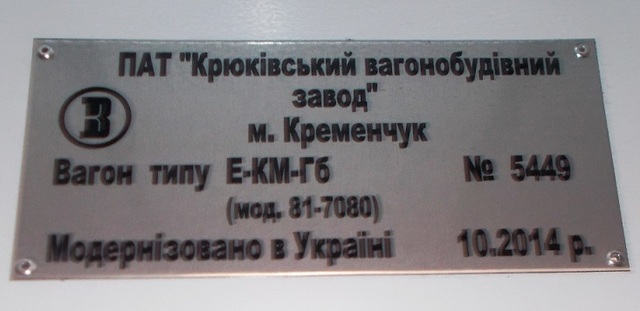 ПАТ "Крюківський вагонобудівний
завод"
м. Кременчук
В
Вагон типу Е-КМ-Гб № 5449
(мод. 81-7080)
Модернізовано в Україні 10.2014 р.